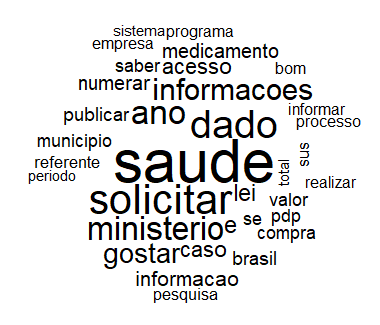 sistema programa
empresa medicamento
saber acesso bom
numerar informacoes
publicar ano dado informar
processo
municipio
referente saude total sus
periodo realizar
solicitar lei valor
ministerio e se pdp
compra
gostar caso brasil
informacao
pesquisa